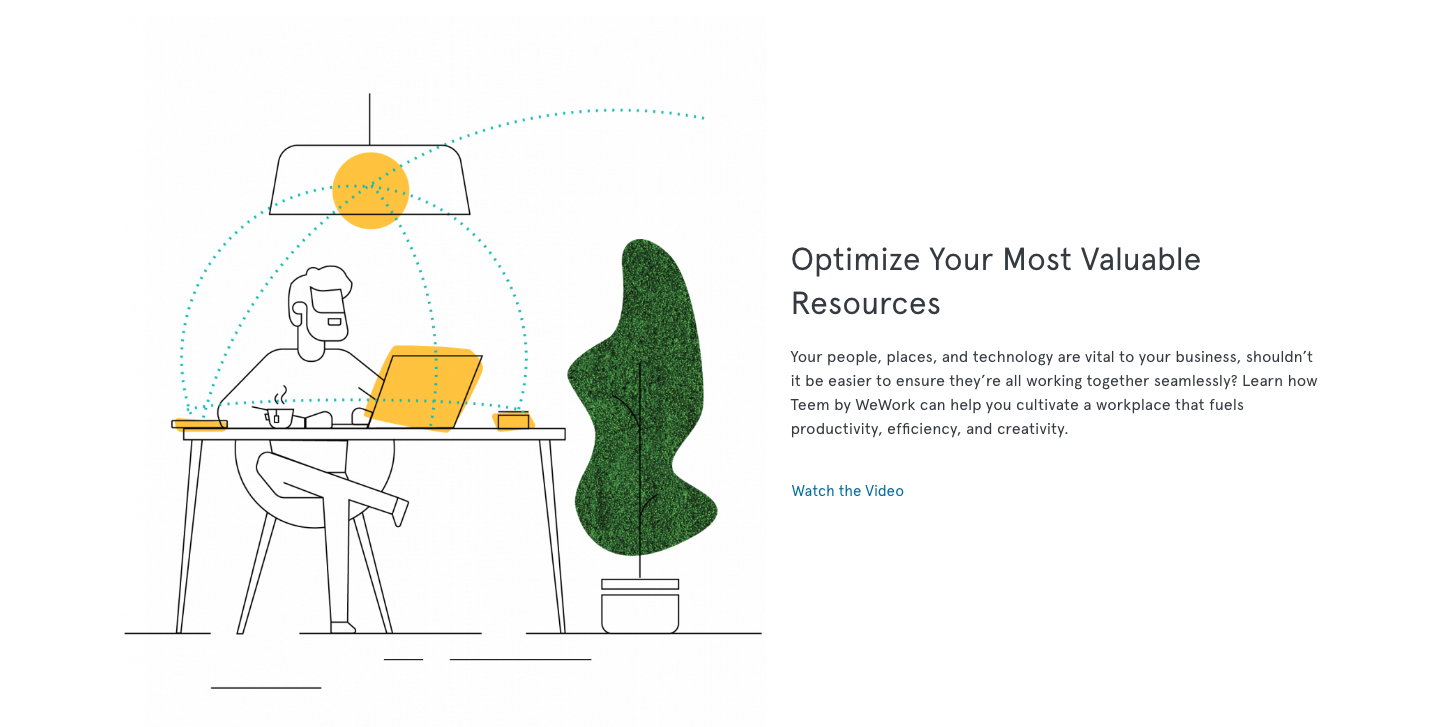 Optimize Your Most Valuable
Resources
Your people, places, and technology are vital to your business, shouldn’t
it be easier to ensure they’re all working together seamlessly? Learn how
Teem by WeWork can help you cultivate a workplace that fuels
productivity, efficiency, and creativity.
Watch the Video